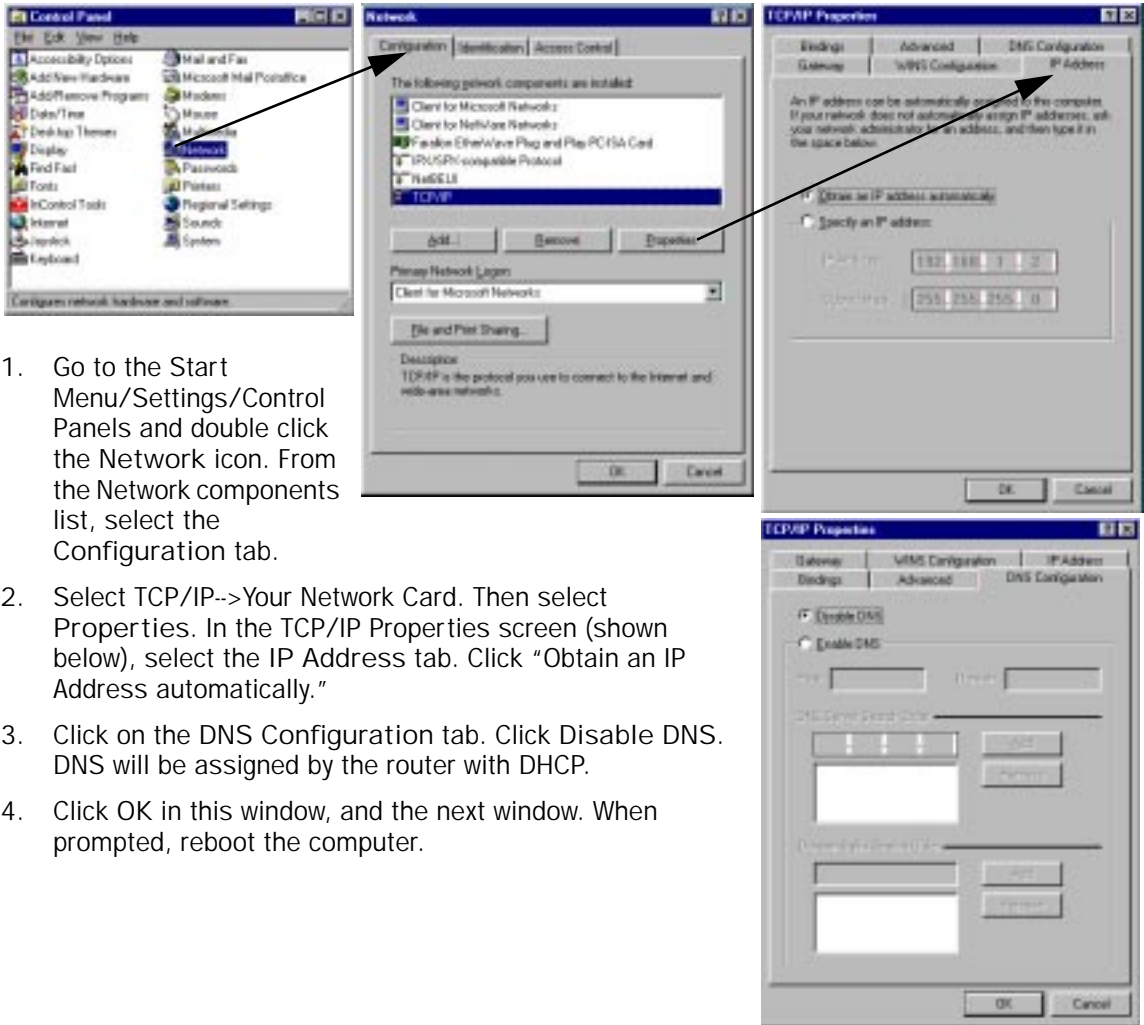 Control Panel
File Edit View Help
Accessibility Options
Add New Hardware
Add/Remove Programs
Date/Time
Desktop Themes
Display
Find Fast
Fonts
InControl Tools
Internet
Joystick
Keyboard
Mail and Fax
Microsoft Mail Postoffice
Modems
Mouse
Multimedia
Network
Passwords
Printers
Regional Settings
Sounds
System
Configures network hardware and software.
Network
Configuration Identification Access Control
The following network components are installed:
Client for Microsoft Networks
Client for NetWare Networks
Farallon EtherWave Plug and Play PC/ISA Card
IPX/SPX-compatible Protocol
NetBEUI
TCP/IP
Add... Remove Properties
Primary Network Logon:
Client for Microsoft Networks
File and Print Sharing...
Description
TCP/IP is the protocol you use to connect to the Internet and
wide-area networks.
OK Cancel
TCP/IP Properties
Bindings Advanced DNS Configuration
Gateway WINS Configuration IP Address
An IP address can be automatically assigned to this computer.
If your network does not automatically assign IP addresses, ask
your network administrator for an address, and then type it in
the space below.
Obtain an IP address automatically
Specify an IP address:
192 168 1 2
255 255 255 0
OK Cancel
1. Go to the Start
Menu/Settings/Control
Panels and double click
the Network icon. From
the Network components
list, select the
Configuration tab.
2. Select TCP/IP-->Your Network Card. Then select
Properties. In the TCP/IP Properties screen (shown
below), select the IP Address tab. Click “Obtain an IP
Address automatically.”
3. Click on the DNS Configuration tab. Click Disable DNS.
DNS will be assigned by the router with DHCP.
4. Click OK in this window, and the next window. When
prompted, reboot the computer.
TCP/IP Properties
Gateway WINS Configuration IP Address
Bindings Advanced DNS Configuration
Disable DNS
Enable DNS
DNS Server Search Order
Add
Remove
Add
Remove
OK Cancel